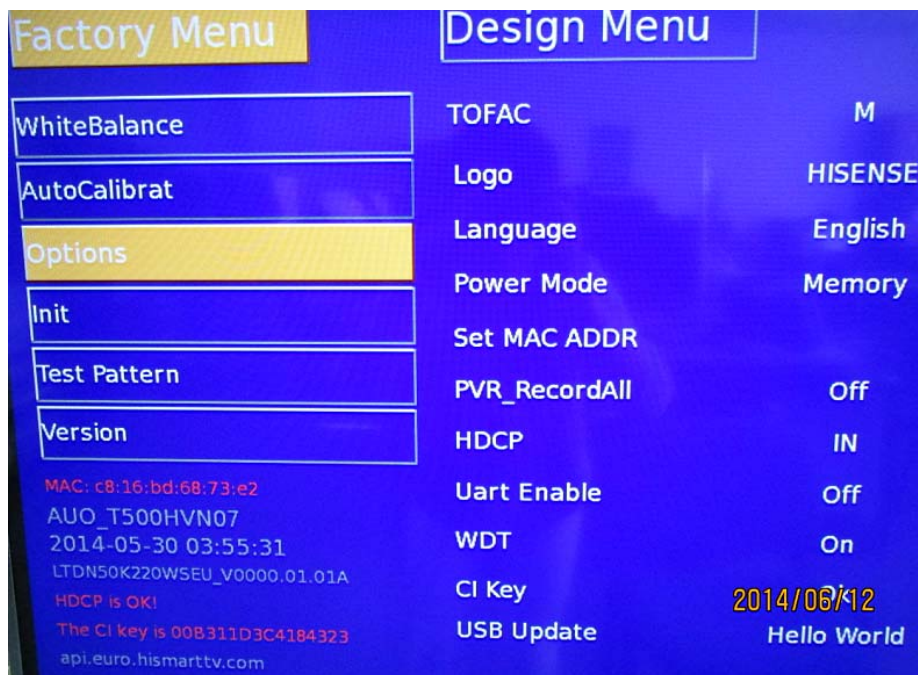 Factory Menu
Design Menu
WhiteBalance
AutoCalibrat
Options
Init
Test Pattern
Version
MAC: c8:16:bd:68:73:e2
AUO_T500HVN07
2014-05-30 03:55:31
LTDN50K220WSEU_V0000.01.01A
HDCP is OK!
The CI key is 00B311D3C4184323
api.euro.hismarttv.com
TOFAC M
Logo HISENSE
Language English
Power Mode Memory
Set MAC ADDR
PVR_RecordAll Off
HDCP IN
Uart Enable Off
WDT On
CI Key
USB Update Hello World
2014/06/12